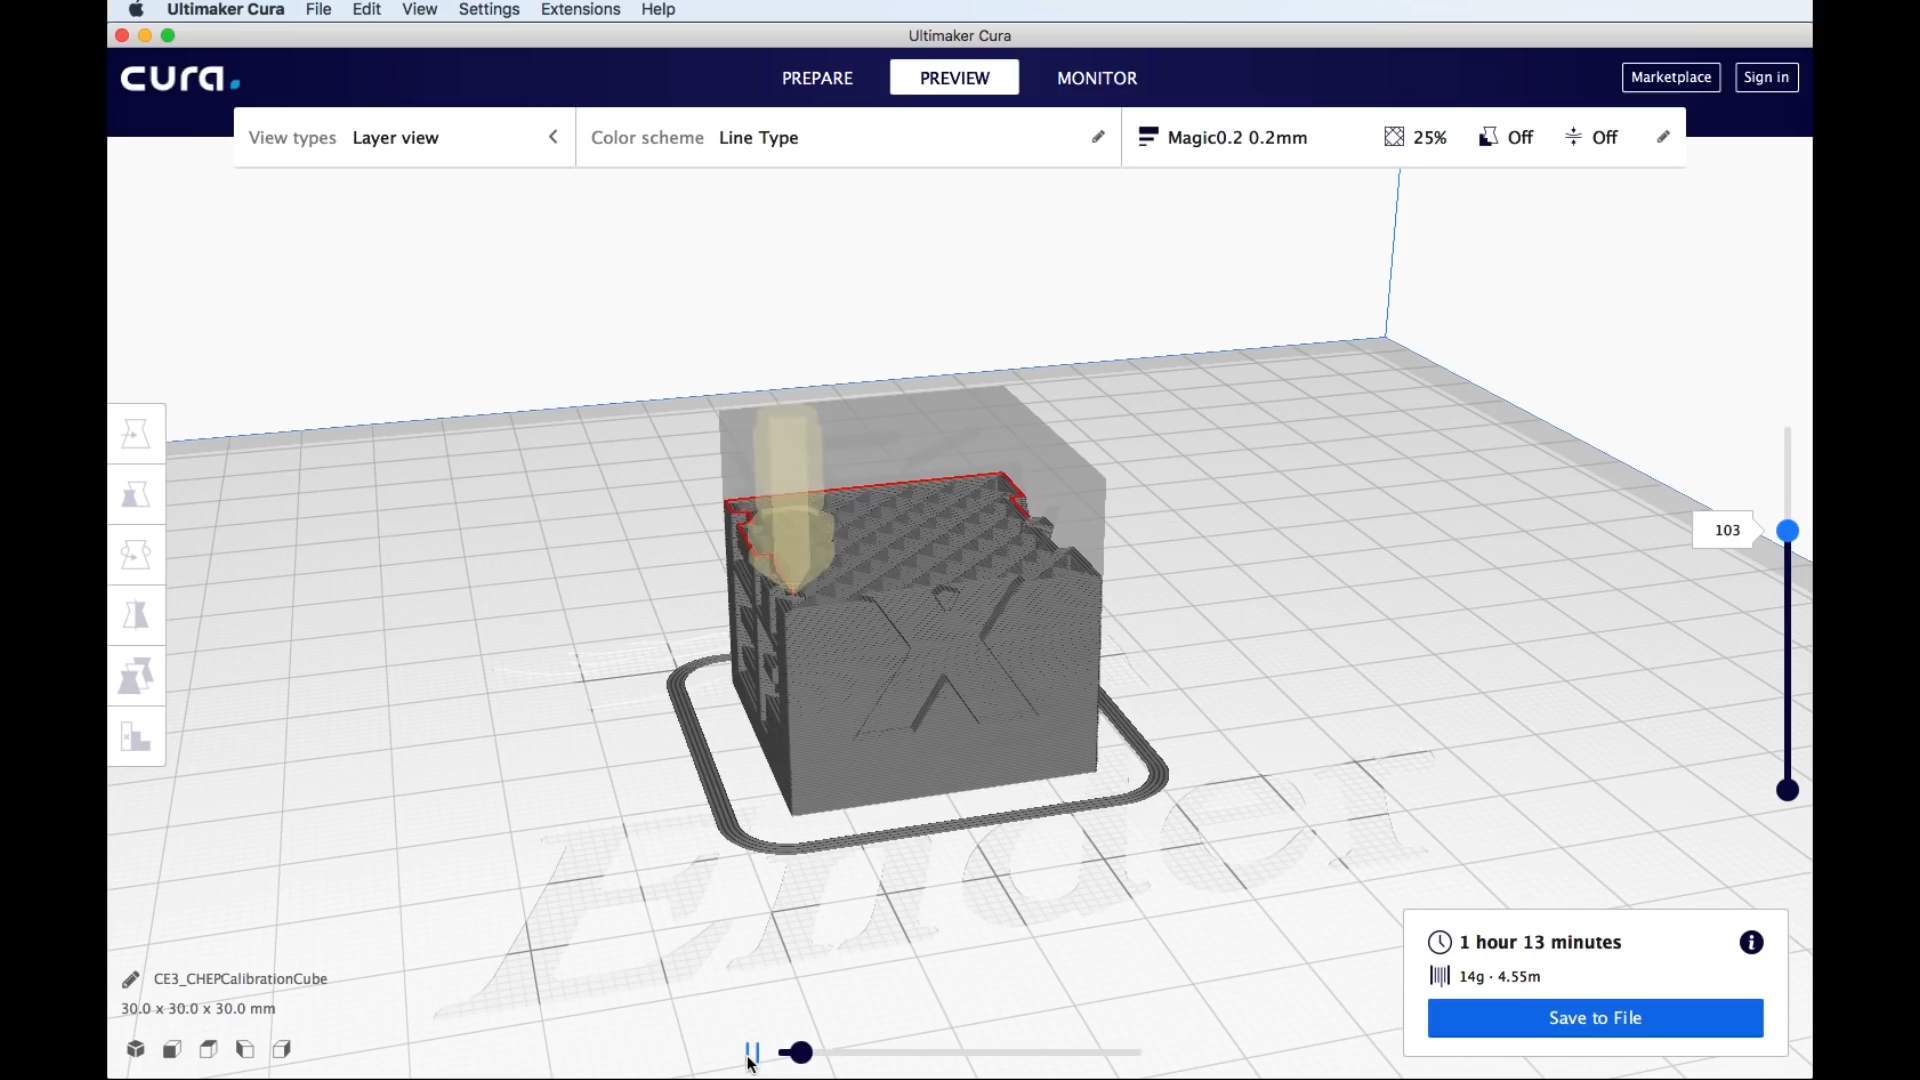 Ultimaker Cura File Edit View Settings Extensions Help
Ultimaker Cura
cura.
PREPARE PREVIEW MONITOR
Marketplace Sign in
View types Layer view
Color scheme Line Type
Magic0.2 0.2mm 25% Off Off
103
X
Ender
1 hour 13 minutes
14g · 4.55m
Save to File
CE3_CHEPCalibrationCube
30.0 x 30.0 x 30.0 mm